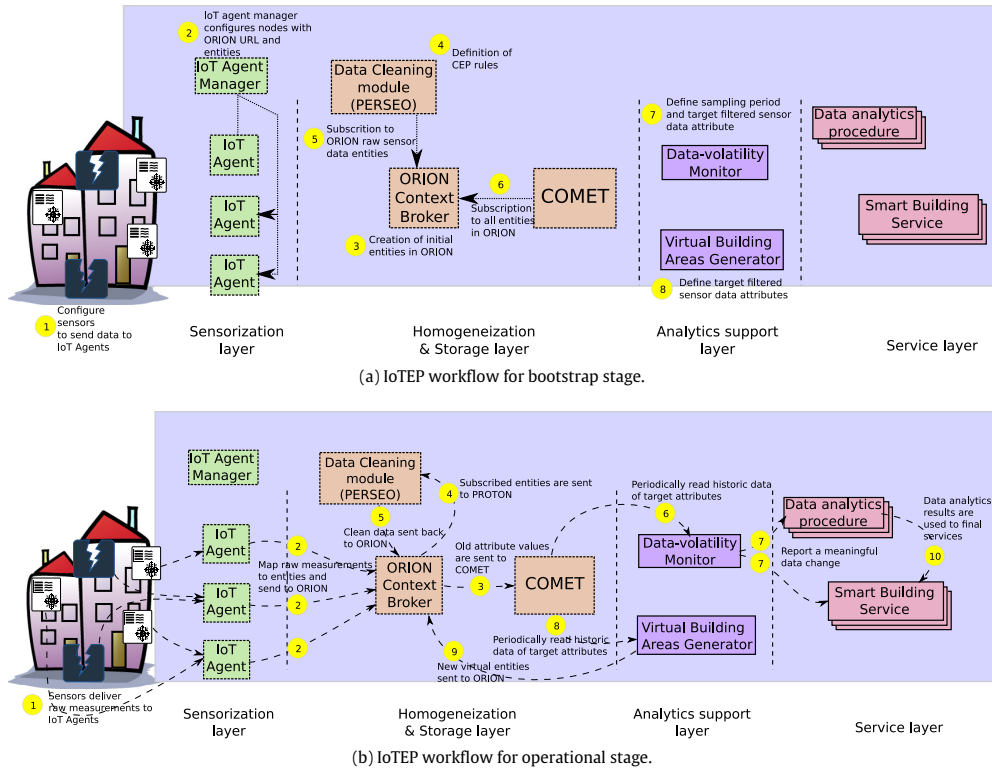 2
IoT agent manager
configures nodes with
ORION URL and
entities
IoT Agent
Manager
IoT
Agent
IoT
Agent
IoT
Agent
1
Configure
sensors
to send data to
IoT Agents
Sensorization
layer
4
Definition of
CEP rules
Data Cleaning
module
(PERSEO)
5
Subscrition to
ORION raw sensor
data entities
ORION
Context
Broker
6
Subscription
to all entities
in ORION
COMET
3
Creation of initial
entities in ORION
Homogeneization
& Storage layer
7
Define sampling period
and target filtered sensor
data attribute
Data-volatility
Monitor
Virtual Building
Areas Generator
8
Define target filtered
sensor data attributes
Analytics support
layer
Data analytics
procedure
Smart Building
Service
Service layer
(a) IoTEP workflow for bootstrap stage.
IoT Agent
Manager
IoT
Agent
IoT
Agent
IoT
Agent
1
Sensors deliver
raw measurements to
IoT Agents
Sensorization
layer
2
Map raw measurements
to entities and
send to ORION
2
2
Data Cleaning
module
(PERSEO)
4
Subscribed entities are sent
to PROTON
5
Clean data sent back
to ORION
ORION
Context
Broker
Old attribute values
are sent to
COMET
3
COMET
8
Periodically read historic
data of target attributes
9
New virtual entities
sent to ORION
Homogeneization
& Storage layer
Periodically read historic data
of target attributes
6
Data-volatility
Monitor
7
7
Report a meaningful
data change
Virtual Building
Areas Generator
Analytics support
layer
Data analytics
procedure
Data analytics
results are
used to final
services
10
Smart Building
Service
Service layer
(b) IoTEP workflow for operational stage.